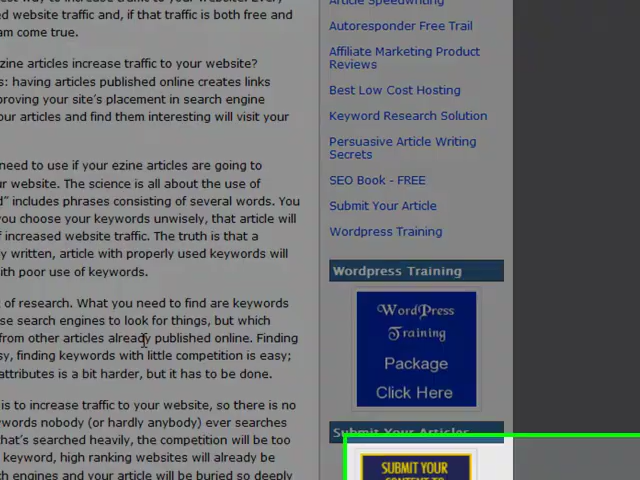 ed website traffic and, if that traffic is both free and
am come true.
ezine articles increase traffic to your website?
s: having articles published online creates links
proving your site's placement in search engine
our articles and find them interesting will visit your
need to use if your ezine articles are going to
ur website. The science is all about the use of
d" includes phrases consisting of several words. You
you choose your keywords unwisely, that article will
f increased website traffic. The truth is that a
y written, article with properly used keywords will
ith poor use of keywords.
of research. What you need to find are keywords
se search engines to look for things, but which
from other articles already published online. Finding
sy, finding keywords with little competition is easy;
attributes is a bit harder, but it has to be done.
is to increase traffic to your website, so there is no
ywords nobody (or hardly anybody) ever searches
that's searched heavily, the competition will be too
keyword, high ranking websites will already be
ch engines and your article will be buried so deeply
Article Speedwriting
Autoresponder Free Trail
Affiliate Marketing Product
Reviews
Best Low Cost Hosting
Keyword Research Solution
Persuasive Article Writing
Secrets
SEO Book - FREE
Submit Your Article
Wordpress Training
Wordpress Training
WordPress
Training
Package
Click Here
Submit Your Articles
SUBMIT YOUR
CONTENT TO